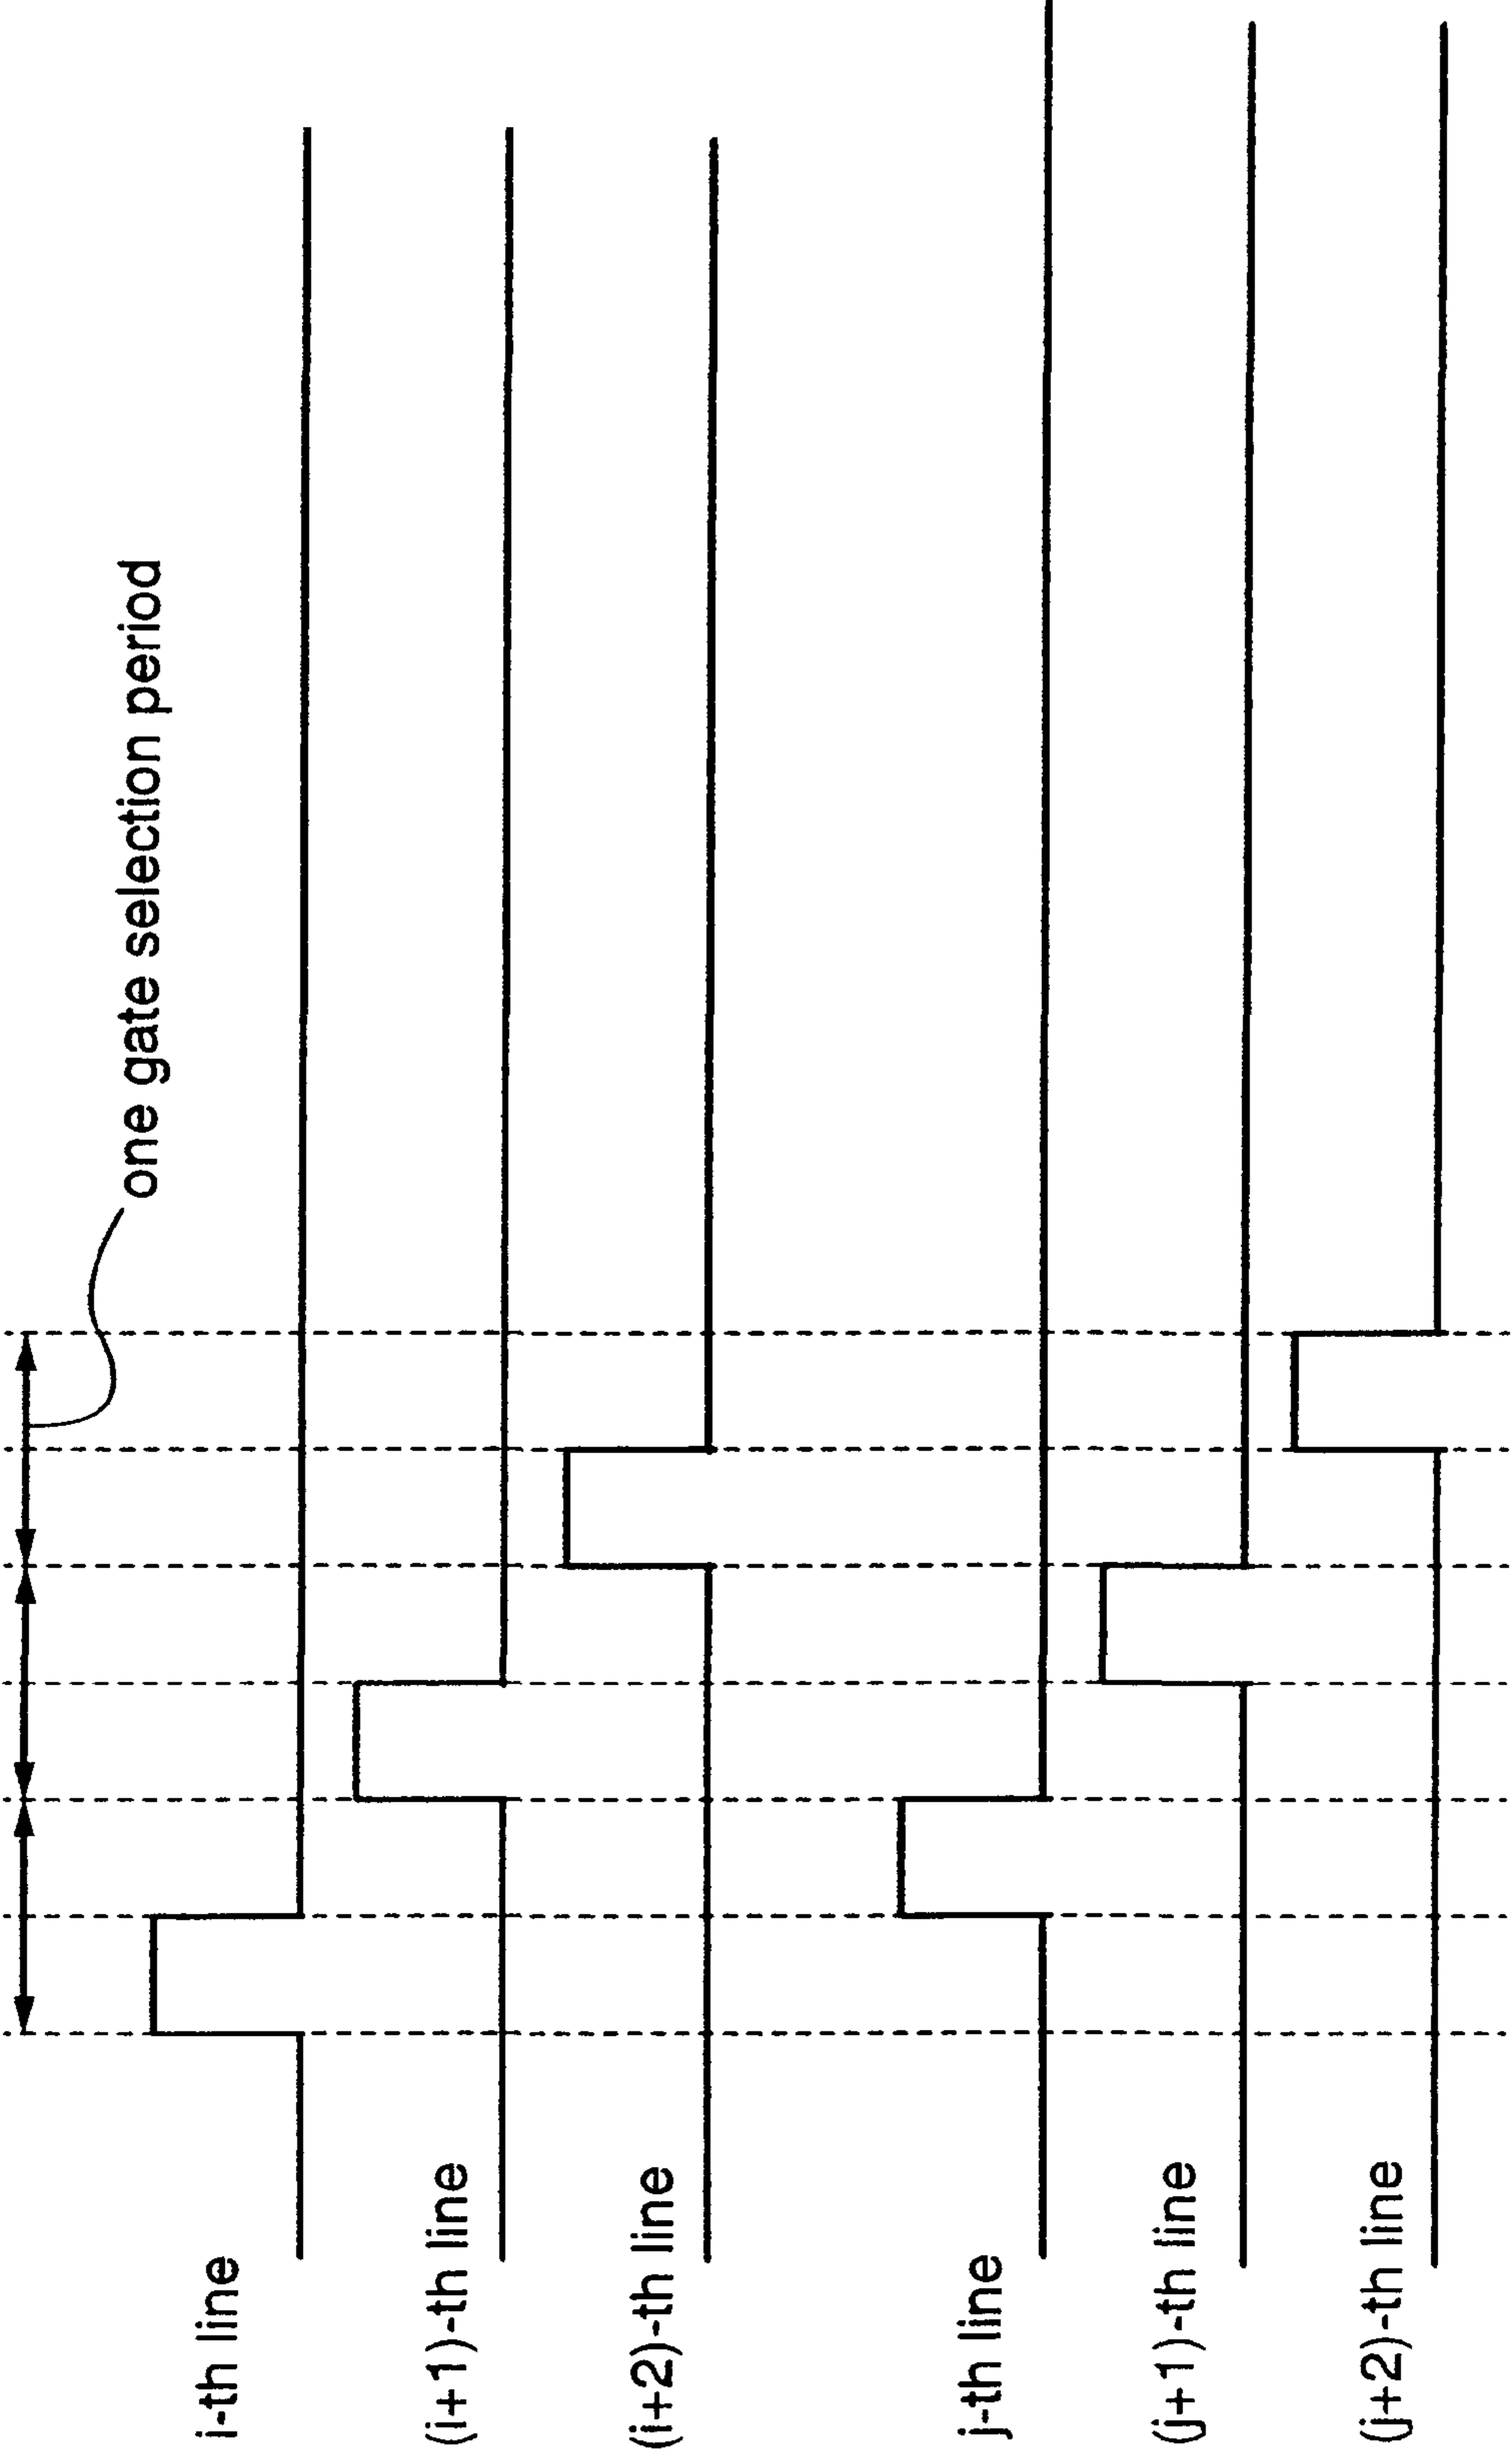 one gate selection period
i-th line
(i+1)-th line
(i+2)-th line
j-th line
(j+1)-th line
(j+2)-th line